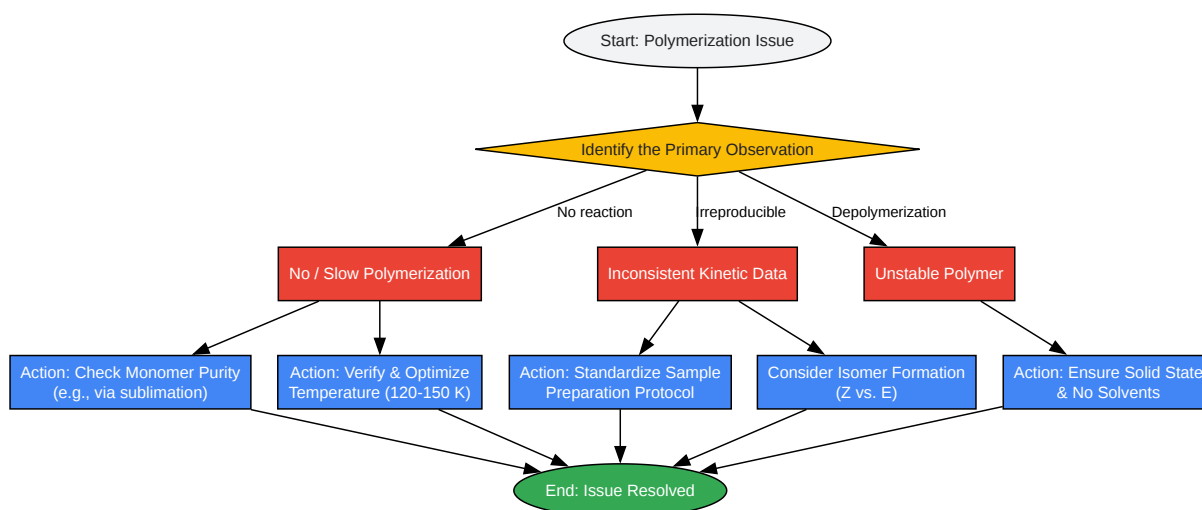 Start: Polymerization Issue
Identify the Primary Observation
No reaction
Irreproducible
Depolymerization
No / Slow Polymerization
Inconsistent Kinetic Data
Unstable Polymer
Action: Check Monomer Purity
(e.g., via sublimation)
Action: Verify & Optimize
Temperature (120-150 K)
Action: Standardize Sample
Preparation Protocol
Consider Isomer Formation
(Z vs. E)
Action: Ensure Solid State
& No Solvents
End: Issue Resolved